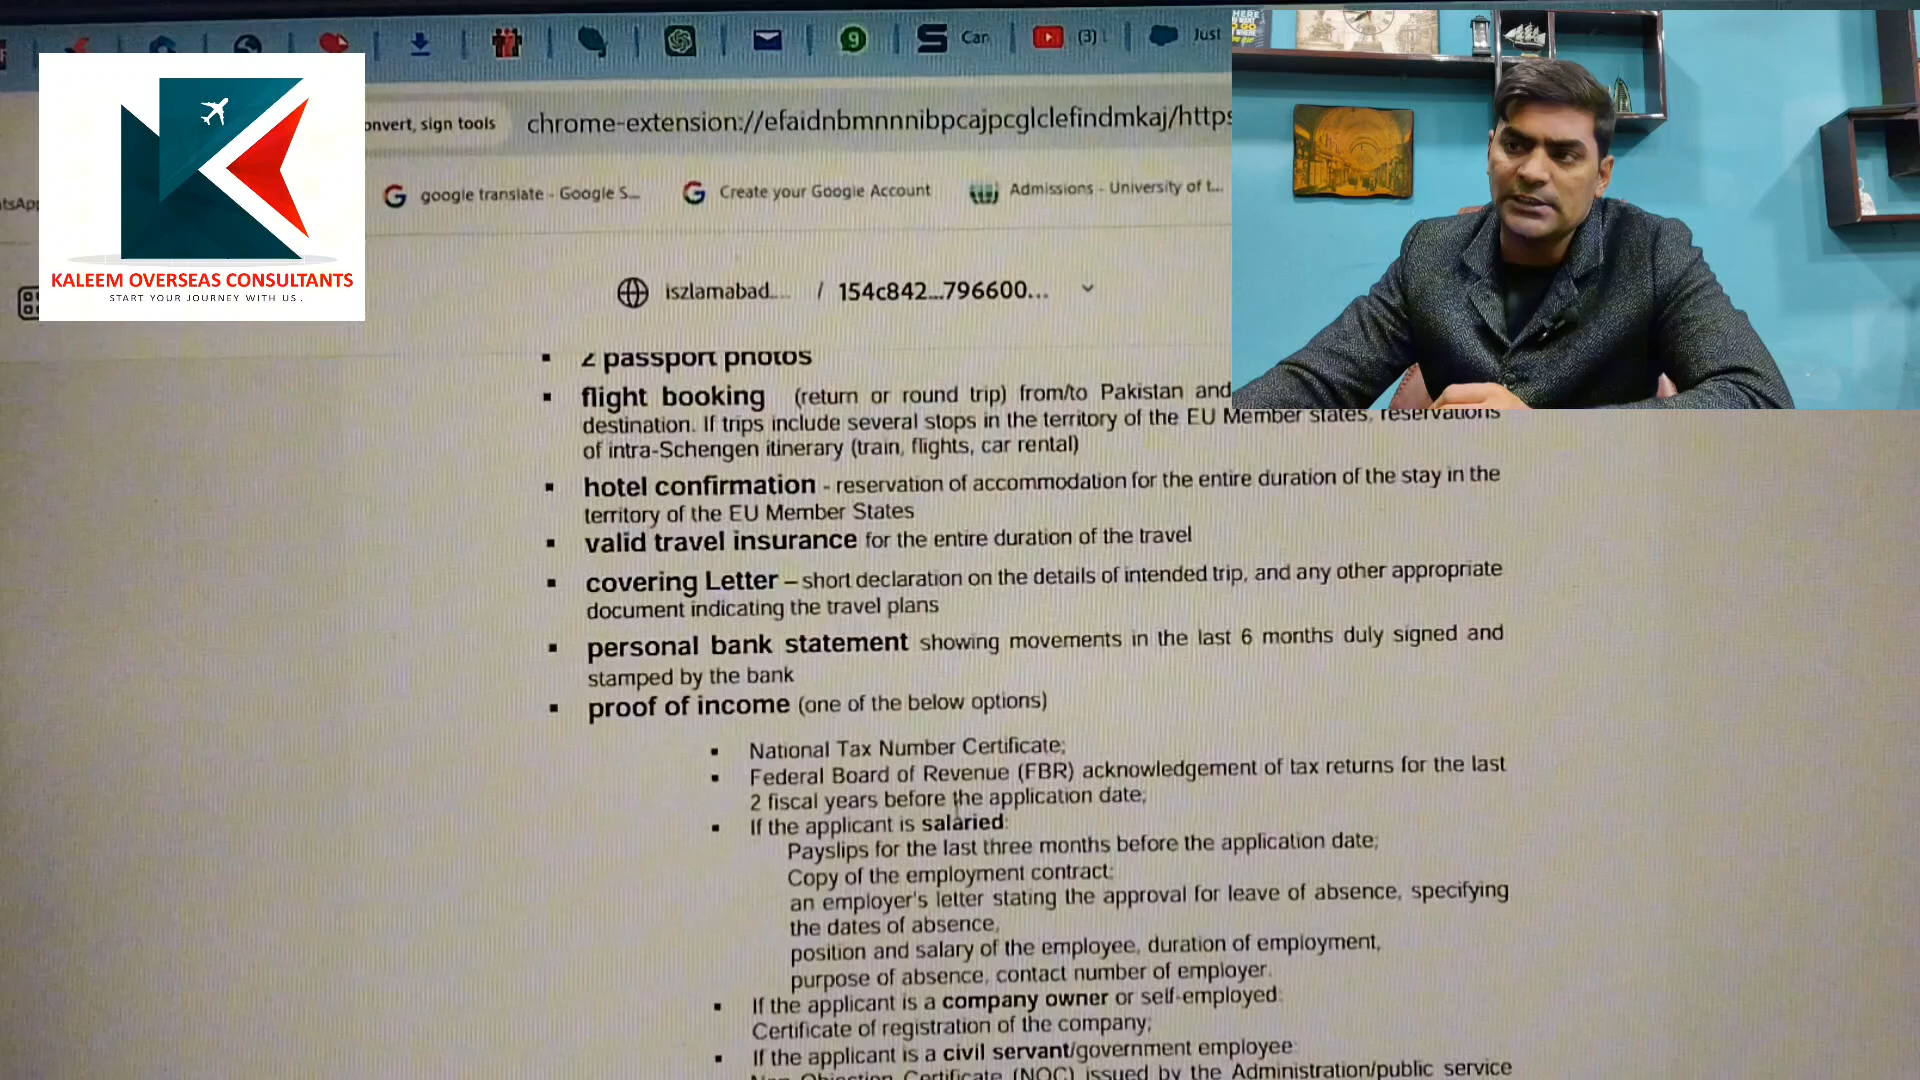 Can
(3)
Just
onvert, sign tools
chrome-extension://efaidnbmnnnibpcajpcglclefindmkaj/https
google translate - Google S...
Create your Google Account
Admissions - University of t...
KALEEM OVERSEAS CONSULTANTS
START YOUR JOURNEY WITH US.
iszlamabad.... / 154c842...796600...
▪ 2 passport photos
▪ flight booking (return or round trip) from/to Pakistan and
destination. If trips include several stops in the territory of the EU Member states, reservations
of intra-Schengen itinerary (train, flights, car rental)
▪ hotel confirmation - reservation of accommodation for the entire duration of the stay in the
territory of the EU Member States
▪ valid travel insurance for the entire duration of the travel
▪ covering Letter – short declaration on the details of intended trip, and any other appropriate
document indicating the travel plans
▪ personal bank statement showing movements in the last 6 months duly signed and
stamped by the bank
▪ proof of income (one of the below options)
▪ National Tax Number Certificate;
▪ Federal Board of Revenue (FBR) acknowledgement of tax returns for the last
2 fiscal years before the application date;
▪ If the applicant is salaried:
Payslips for the last three months before the application date;
Copy of the employment contract;
an employer's letter stating the approval for leave of absence, specifying
the dates of absence,
position and salary of the employee, duration of employment,
purpose of absence, contact number of employer.
▪ If the applicant is a company owner or self-employed:
Certificate of registration of the company;
▪ If the applicant is a civil servant/government employee:
Certificate (NOC) issued by the Administration/public service